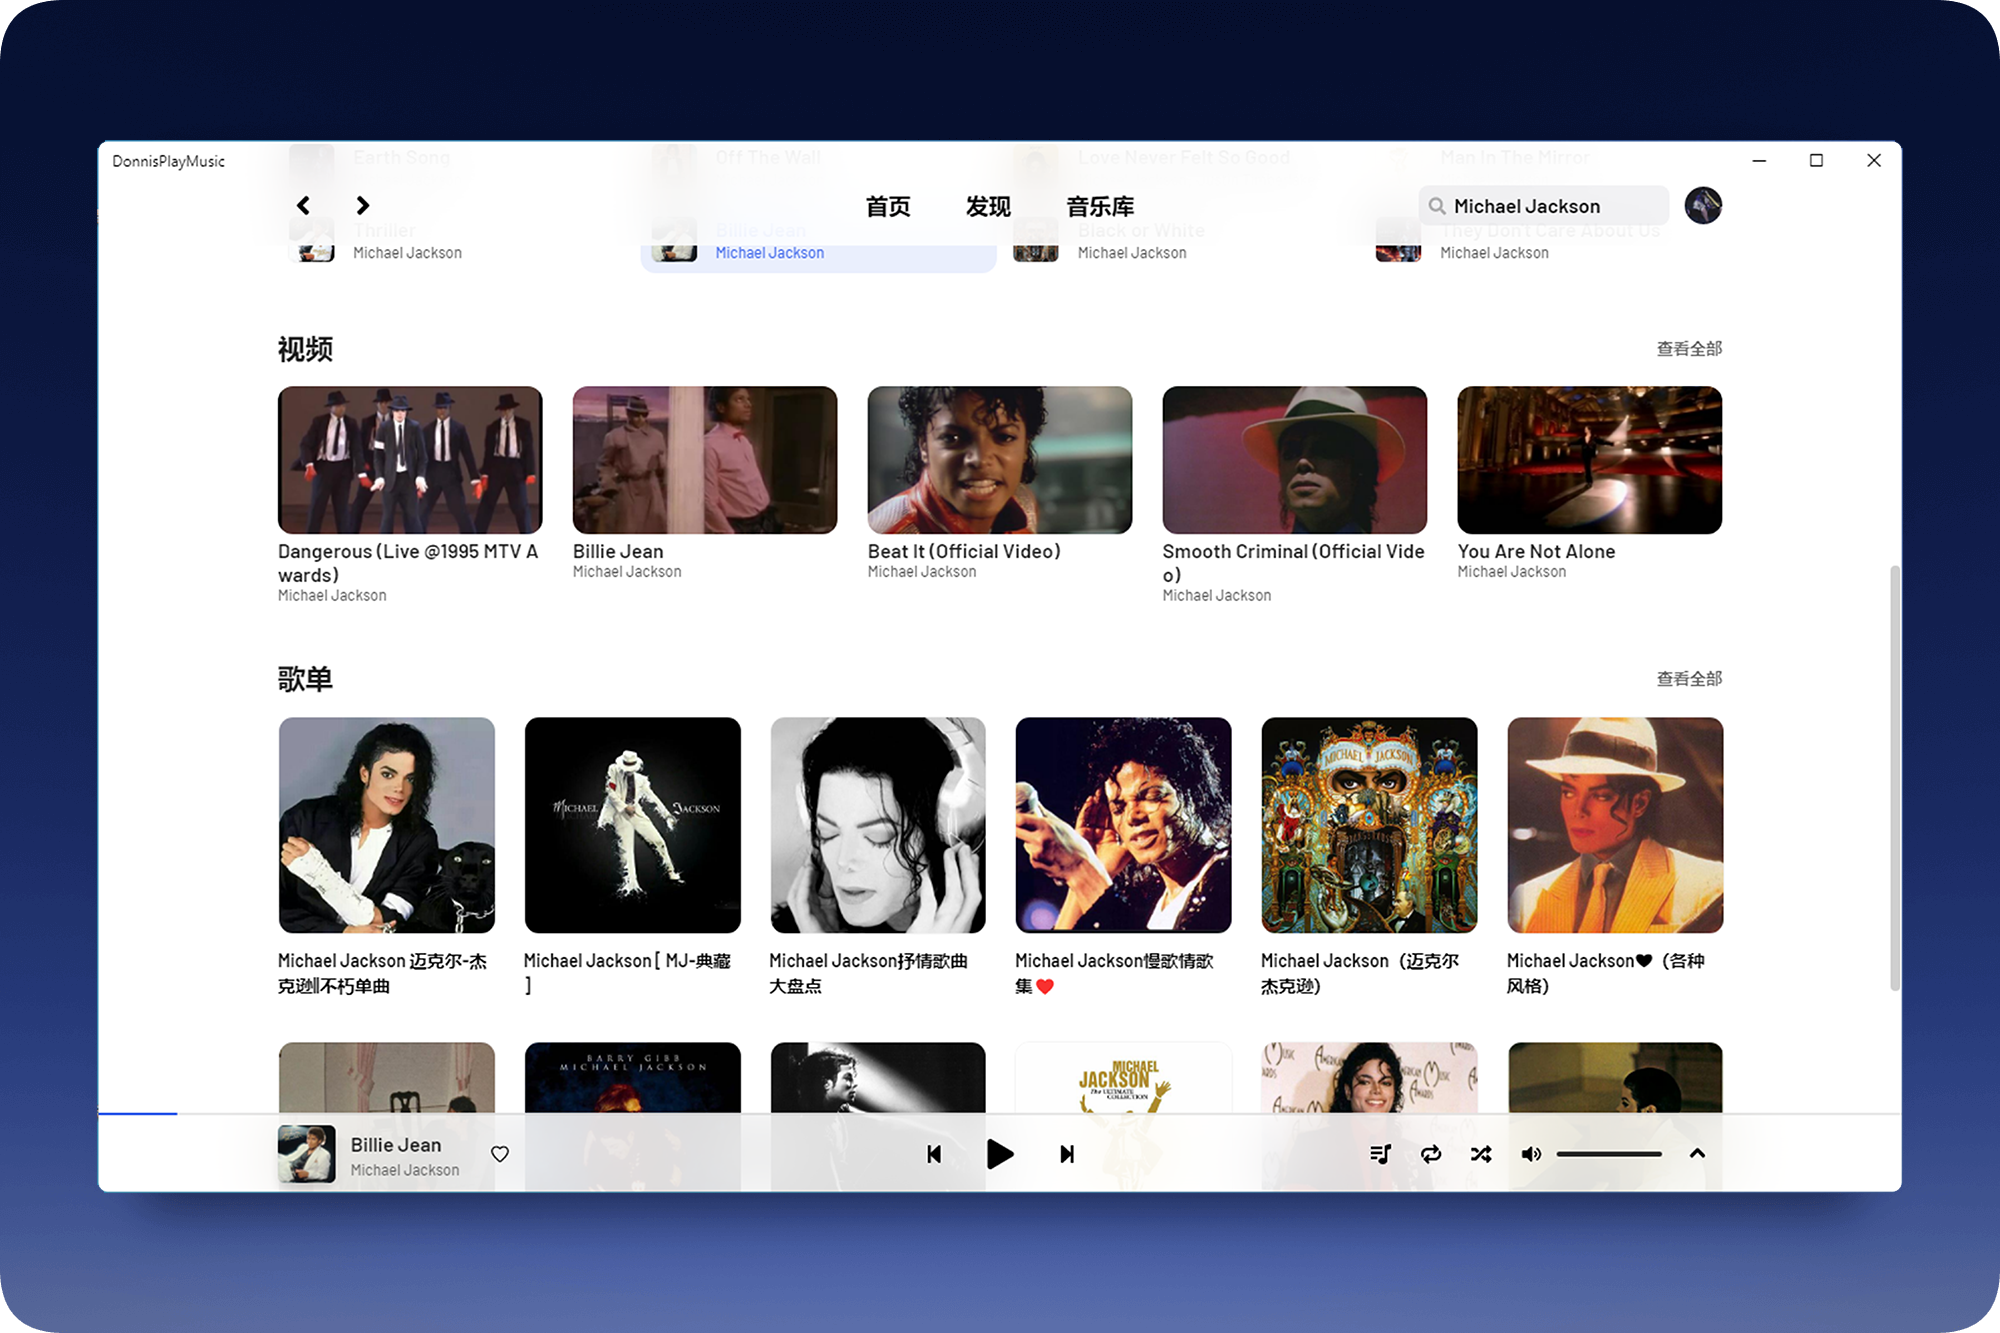 DonnisPlayMusic
Earth Song
Off The Wall
Love Never Felt So Good
Man In The Mirror
首页
发现
音乐库
Michael Jackson
Thriller
Michael Jackson
Billie Jean
Michael Jackson
Black or White
Michael Jackson
They Don't Care About Us
Michael Jackson
视频
查看全部
Dangerous (Live @1995 MTV A
wards)
Michael Jackson
Billie Jean
Michael Jackson
Beat It (Official Video)
Michael Jackson
Smooth Criminal (Official Vide
o)
Michael Jackson
You Are Not Alone
Michael Jackson
歌单
查看全部
MICHAEL JACKSON
MICHAEL JACKSON
Michael Jackson 迈克尔-杰
克逊‖不朽单曲
Michael Jackson [ MJ-典藏
]
Michael Jackson抒情歌曲
大盘点
Michael Jackson慢歌情歌
集❤️
Michael Jackson（迈克尔
杰克逊）
Michael Jackson♥（各种
风格）
BARRY GIBB
MICHAEL JACKSON
MICHAEL
JACKSON
The ULTIMATE
COLLECTION
AMERICAN
MUSIC
AWARDS
Billie Jean
Michael Jackson